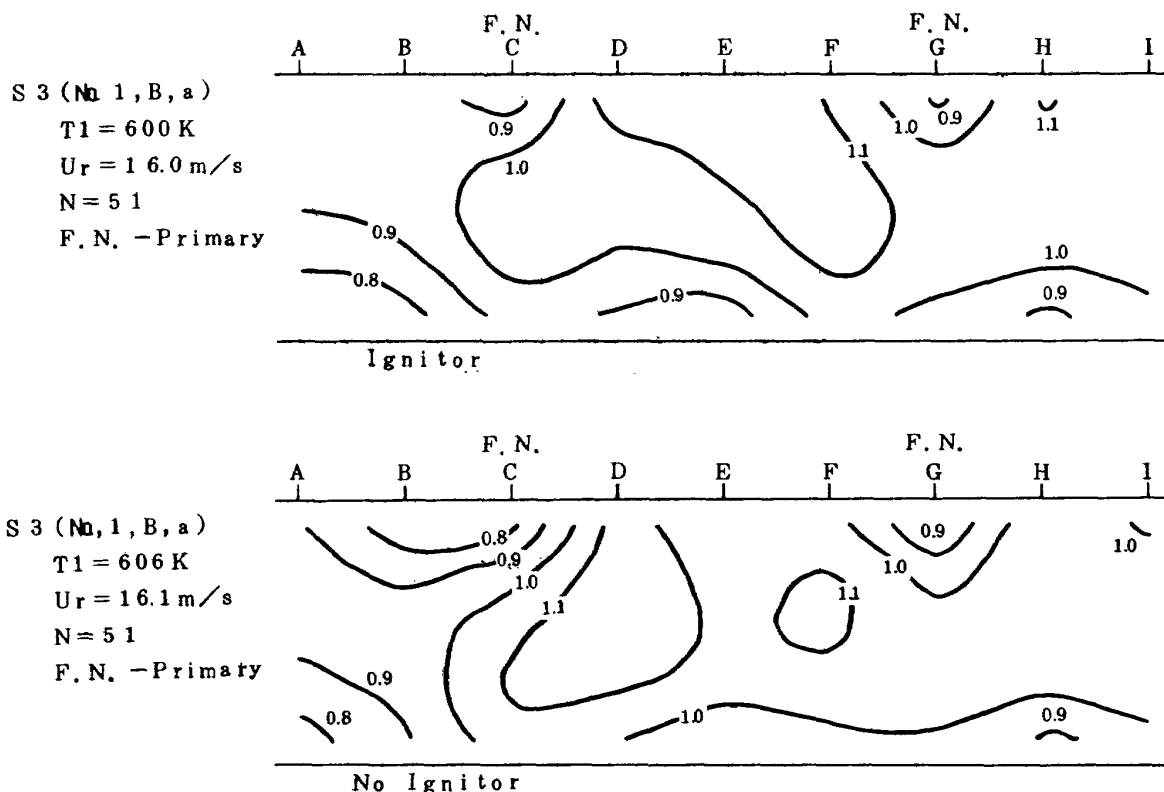 F. N. F. N.
A B C D E F G H I
S 3 (No. 1, B, a)
T1 = 600 K
Ur = 16.0 m/s
N = 51
F. N. -Primary
0.9
1.0
1.1
1.0
0.9
1.1
0.9
0.8
0.9
1.0
0.9
Ignitor
F. N. F. N.
A B C D E F G H I
S 3 (No, 1, B, a)
T1 = 606 K
Ur = 16.1 m/s
N = 51
F. N. -Primary
0.8
0.9
1.0
1.1
1.1
1.0
0.9
1.0
0.9
0.8
1.0
0.9
No Ignitor